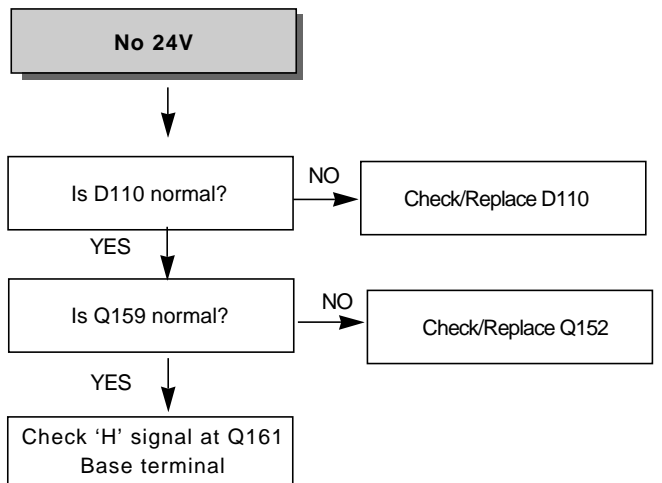 No 24V
Is D110 normal?
NO
Check/Replace D110
YES
Is Q159 normal?
NO
Check/Replace Q152
YES
Check ‘H’ signal at Q161
Base terminal